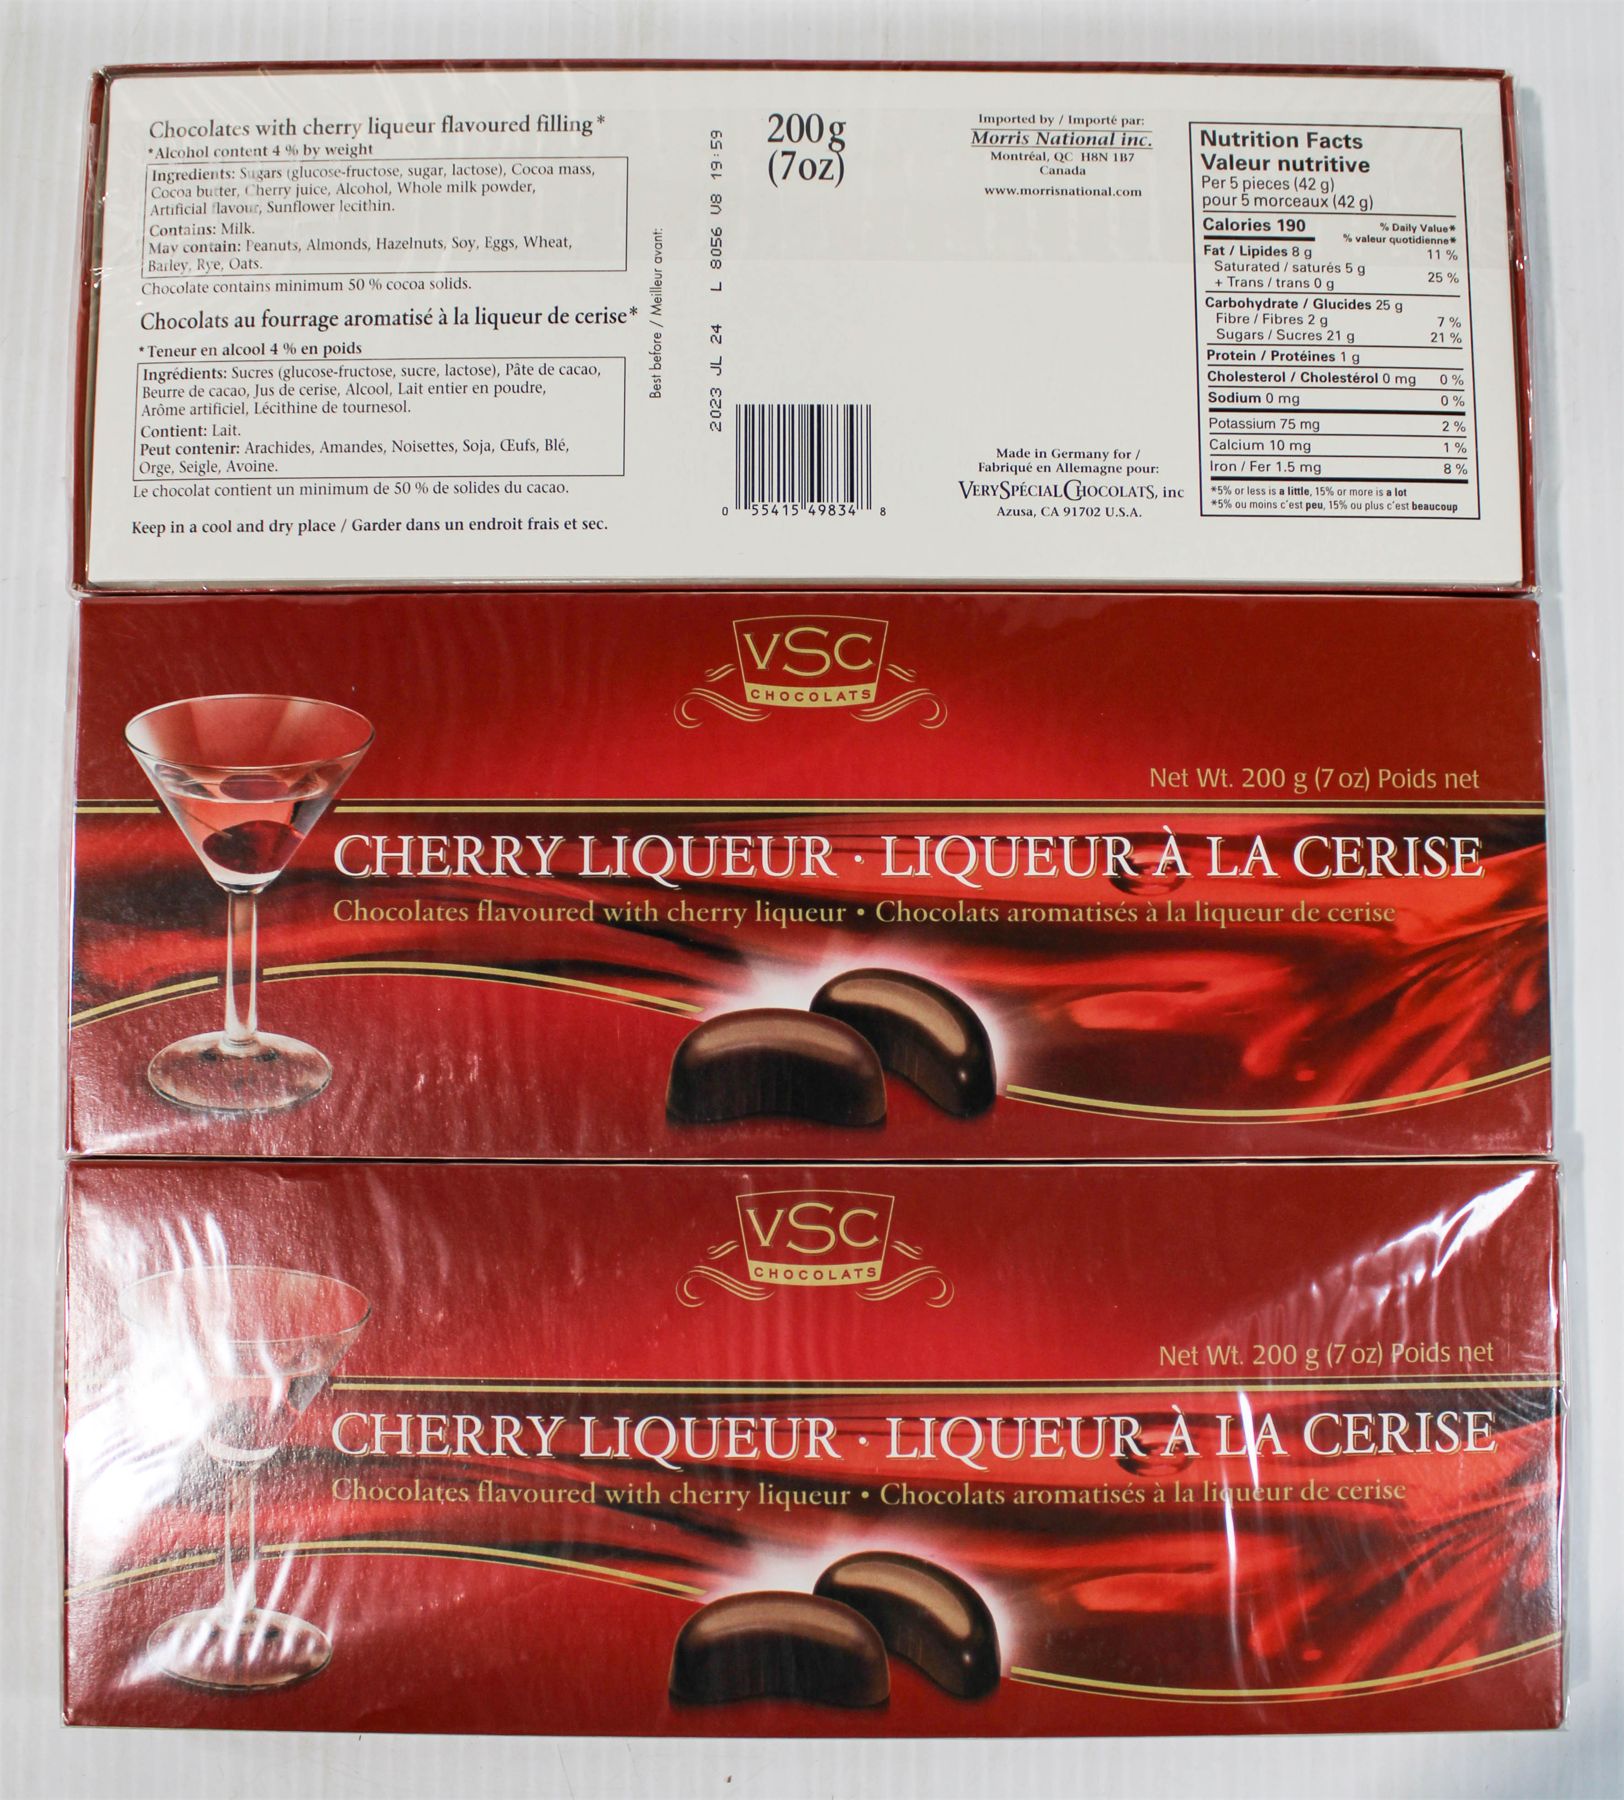 Chocolates with cherry liqueur flavoured filling*
*Alcohol content 4 % by weight
Ingredients: Sugars (glucose-fructose, sugar, lactose), Cocoa mass,
Cocoa butter, Cherry juice, Alcohol, Whole milk powder,
Artificial flavour, Sunflower lecithin.
Contains: Milk.
May contain: Peanuts, Almonds, Hazelnuts, Soy, Eggs, Wheat,
Barley, Rye, Oats.
Chocolate contains minimum 50 % cocoa solids.
Chocolats au fourrage aromatisé à la liqueur de cerise*
*Teneur en alcool 4 % en poids
Ingrédients: Sucres (glucose-fructose, sucre, lactose), Pâte de cacao,
Beurre de cacao, Jus de cerise, Alcool, Lait entier en poudre,
Arôme artificiel, Lécithine de tournesol.
Contient: Lait.
Peut contenir: Arachides, Amandes, Noisettes, Soja, Œufs, Blé,
Orge, Seigle, Avoine.
Le chocolat contient un minimum de 50 % de solides du cacao.
Keep in a cool and dry place / Garder dans un endroit frais et sec.
Best before / Meilleur avant:
2023 JL 24 L 8056 V8 19:59
200g
(7oz)
0 55415 49834 8
Imported by / Importé par:
Morris National inc.
Montréal, QC H8N 1B7
Canada
www.morrisnational.com
Made in Germany for /
Fabriqué en Allemagne pour:
VERYSPÉCIALCHOCOLATS, inc
Azusa, CA 91702 U.S.A.
Nutrition Facts
Valeur nutritive
Per 5 pieces (42 g)
pour 5 morceaux (42 g)
Calories 190 % Daily Value*
% valeur quotidienne*
Fat / Lipides 8 g 11 %
Saturated / saturés 5 g
+ Trans / trans 0 g 25 %
Carbohydrate / Glucides 25 g
Fibre / Fibres 2 g 7 %
Sugars / Sucres 21 g 21 %
Protein / Protéines 1 g
Cholesterol / Cholestérol 0 mg 0 %
Sodium 0 mg 0 %
Potassium 75 mg 2 %
Calcium 10 mg 1 %
Iron / Fer 1.5 mg 8 %
*5% or less is a little, 15% or more is a lot
*5% ou moins c'est peu, 15% ou plus c'est beaucoup
VSC
CHOCOLATS
Net Wt. 200 g (7 oz) Poids net
CHERRY LIQUEUR · LIQUEUR À LA CERISE
Chocolates flavoured with cherry liqueur • Chocolats aromatisés à la liqueur de cerise
VSC
CHOCOLATS
Net Wt. 200 g (7 oz) Poids net
CHERRY LIQUEUR · LIQUEUR À LA CERISE
Chocolates flavoured with cherry liqueur • Chocolats aromatisés à la liqueur de cerise